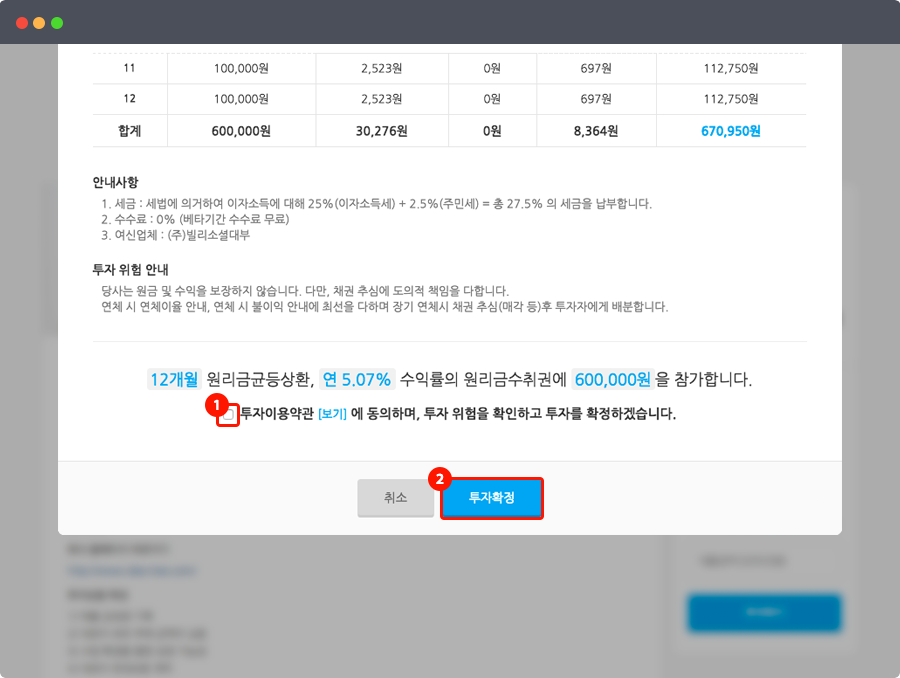 11 100,000원 2,523원 0원 697원 112,750원
12 100,000원 2,523원 0원 697원 112,750원
합계 600,000원 30,276원 0원 8,364원 670,950원
안내사항
1. 세금 : 세법에 의거하여 이자소득에 대해 25%(이자소득세) + 2.5%(주민세) = 총 27.5% 의 세금을 납부합니다.
2. 수수료 : 0% (베타기간 수수료 무료)
3. 여신업체 : (주)빌리소셜대부
투자 위험 안내
당사는 원금 및 수익을 보장하지 않습니다. 다만, 채권 추심에 도의적 책임을 다합니다.
연체 시 연체이율 안내, 연체 시 불이익 안내에 최선을 다하며 장기 연체시 채권 추심(매각 등)후 투자자에게 배분합니다.
12개월 원리금균등상환, 연 5.07% 수익률의 원리금수취권에 600,000원 을 참가합니다.
1 투자이용약관 [보기] 에 동의하며, 투자 위험을 확인하고 투자를 확정하겠습니다.
취소 2 투자확정